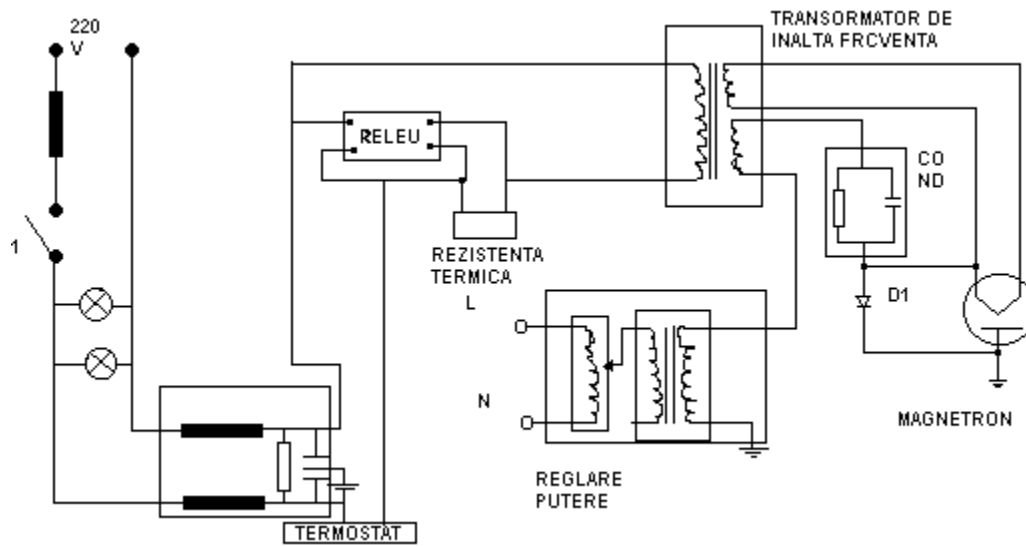 220
V
TRANSORMATOR DE
INALTA FRCVENTA
RELEU
CO
ND
1
REZISTENTA
TERMICA
L
D1
N
MAGNETRON
REGLARE
PUTERE
TERMOSTAT